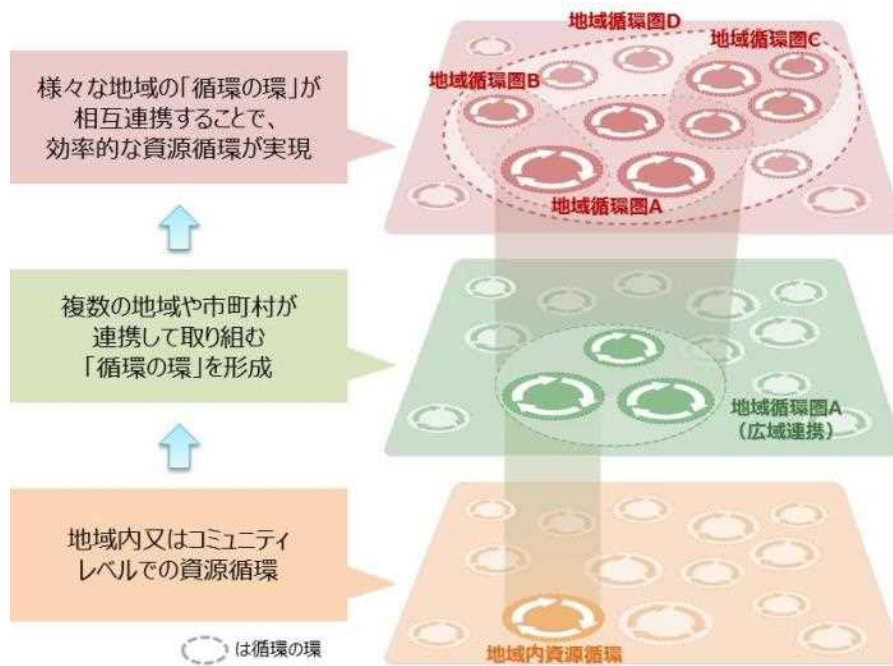 様々な地域の「循環の環」が
相互連携することで、
効率的な資源循環が実現
地域循環圏D
地域循環圏C
地域循環圏B
地域循環圏A
複数の地域や市町村が
連携して取り組む
「循環の環」を形成
地域循環圏A
(広域連携)
地域内又はコミュニティ
レベルでの資源循環
は循環の環
地域内資源循環